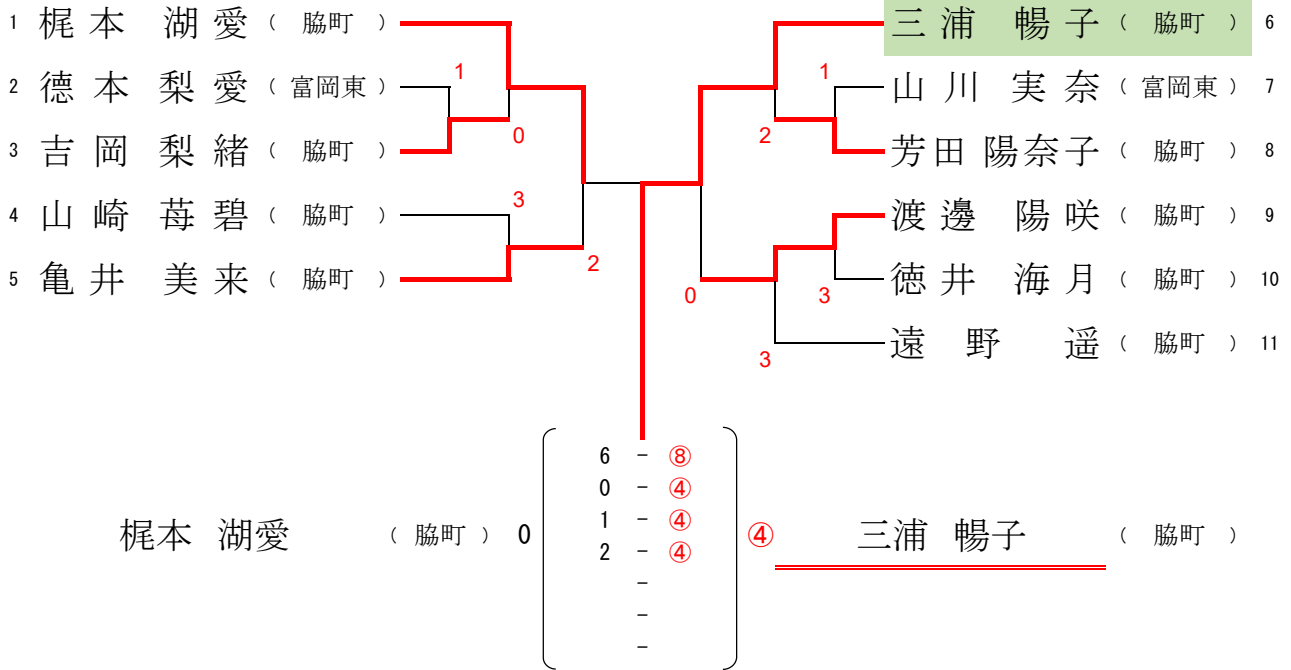 1 梶本 湖愛 （ 脇町 ） 三浦 暢子 （ 脇町 ） 6
2 德本 梨愛 （ 富岡東 ） 1 1 山川 実奈 （ 富岡東 ） 7
0 2
3 吉岡 梨緒 （ 脇町 ） 芳田 陽奈子 （ 脇町 ） 8
4 山崎 苺碧 （ 脇町 ） 3 渡邊 陽咲 （ 脇町 ） 9
5 亀井 美来 （ 脇町 ） 2 0 3 徳井 海月 （ 脇町 ） 10
3 遠野 遥 （ 脇町 ） 11
6 － ⑧
0 － ④
1 － ④
梶本 湖愛 （ 脇町 ） 0 ④ 三浦 暢子 （ 脇町 ）
2 － ④
－
－
－